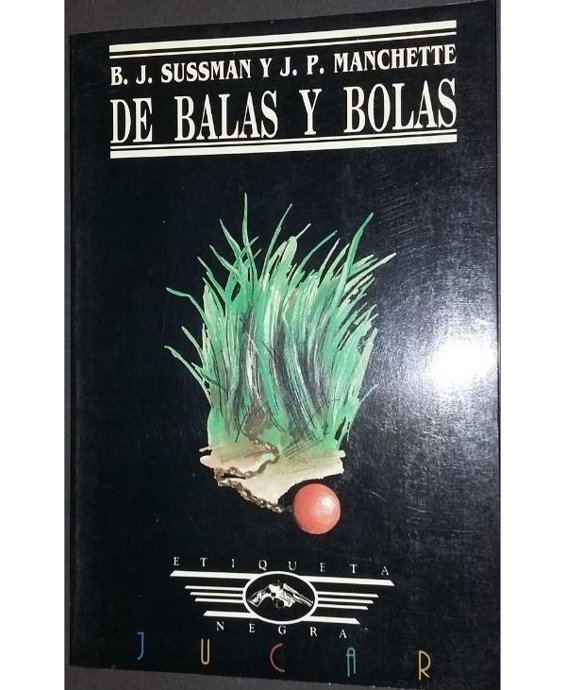 B. J. SUSSMAN Y J. P. MANCHETTE
DE BALAS Y BOLAS
ETIQUETA
NEGRA
JUCAR